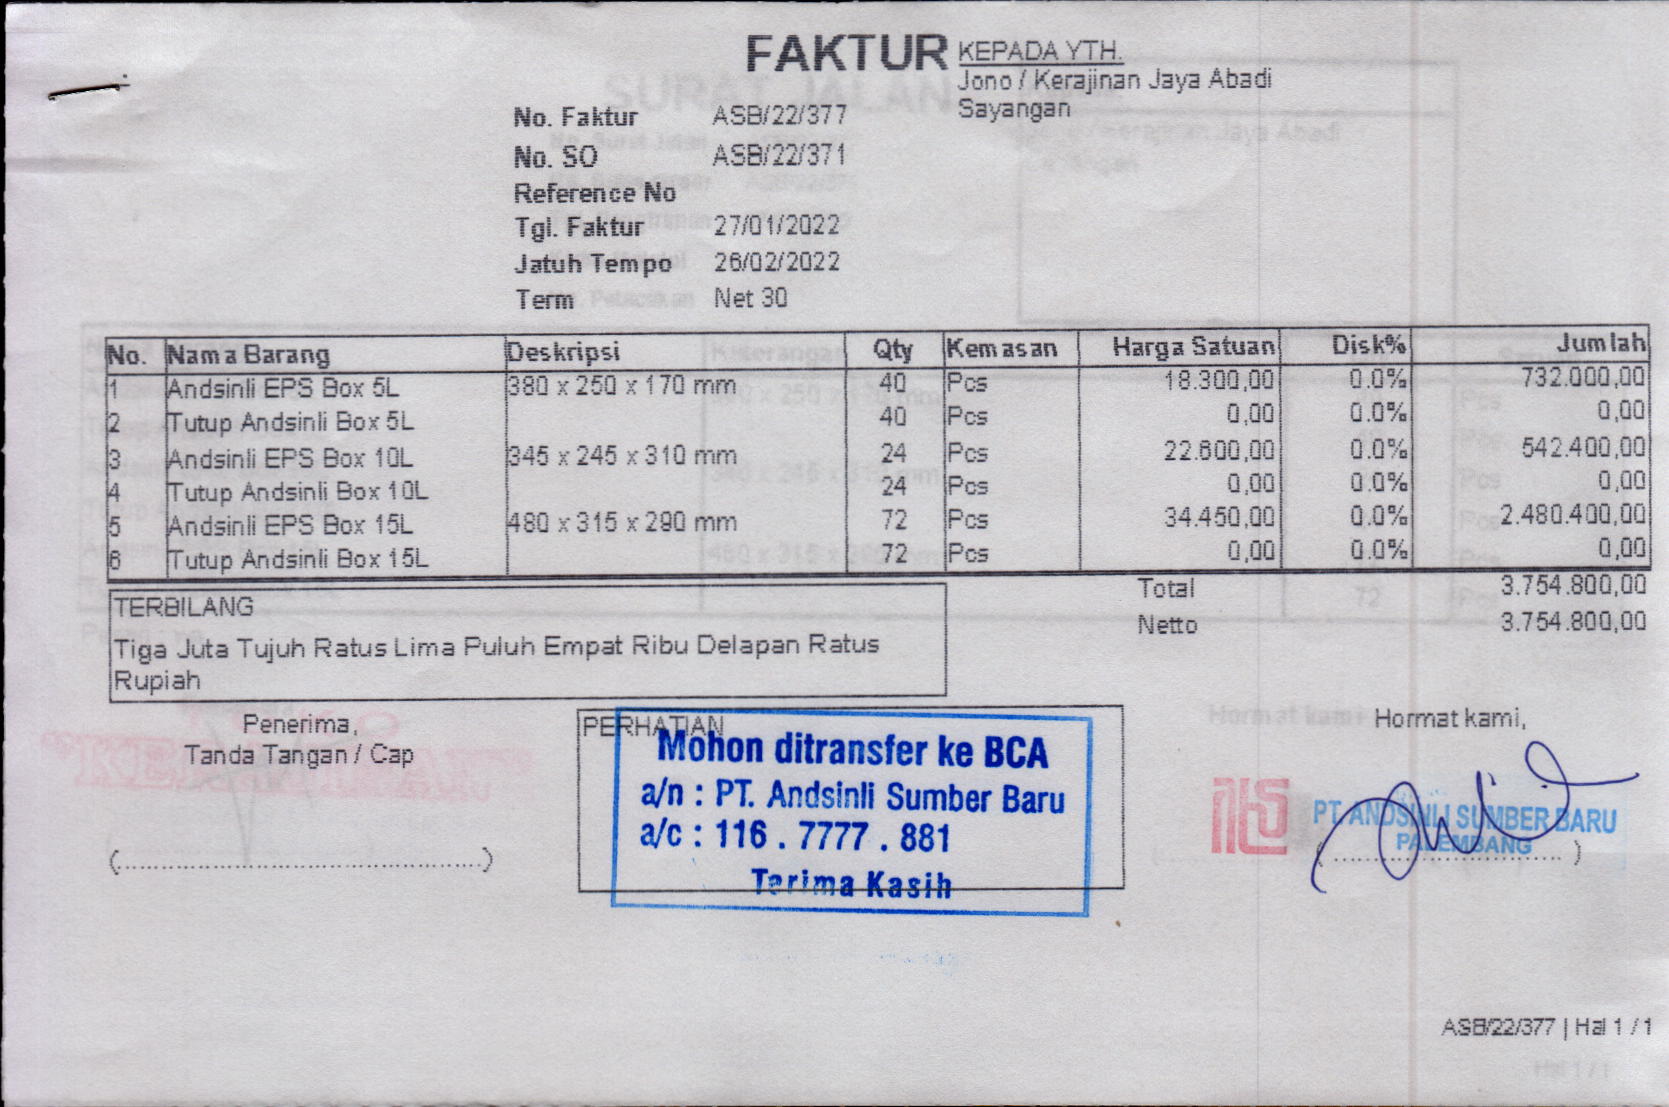 FAKTUR
KEPADA YTH.
Jono / Kerajinan Jaya Abadi
Sayangan
No. Faktur ASB/22/377
No. SO ASB/22/371
Reference No
Tgl. Faktur 27/01/2022
Jatuh Tempo 26/02/2022
Term Net 30
No. Nama Barang Deskripsi Qty Kemasan Harga Satuan Disk% Jumlah
1 Andsinli EPS Box 5L 380 x 250 x 170 mm 40 Pcs 18.300,00 0.0% 732.000,00
2 Tutup Andsinli Box 5L 40 Pcs 0,00 0.0% 0,00
3 Andsinli EPS Box 10L 345 x 245 x 310 mm 24 Pcs 22.600,00 0.0% 542.400,00
4 Tutup Andsinli Box 10L 24 Pcs 0,00 0.0% 0,00
5 Andsinli EPS Box 15L 480 x 315 x 290 mm 72 Pcs 34.450,00 0.0% 2.480.400,00
6 Tutup Andsinli Box 15L 72 Pcs 0,00 0.0% 0,00
Total 3.754.800,00
Netto 3.754.800,00
TERBILANG
Tiga Juta Tujuh Ratus Lima Puluh Empat Ribu Delapan Ratus
Rupiah
Penerima,
Tanda Tangan / Cap
PERHATIAN
Mohon ditransfer ke BCA
a/n : PT. Andsinli Sumber Baru
a/c : 116 . 7777 . 881
Terima Kasih
Hormat kami,
PT. ANDSINLI SUMBER BARU
PALEMBANG
ASB/22/377 | Hal 1 / 1